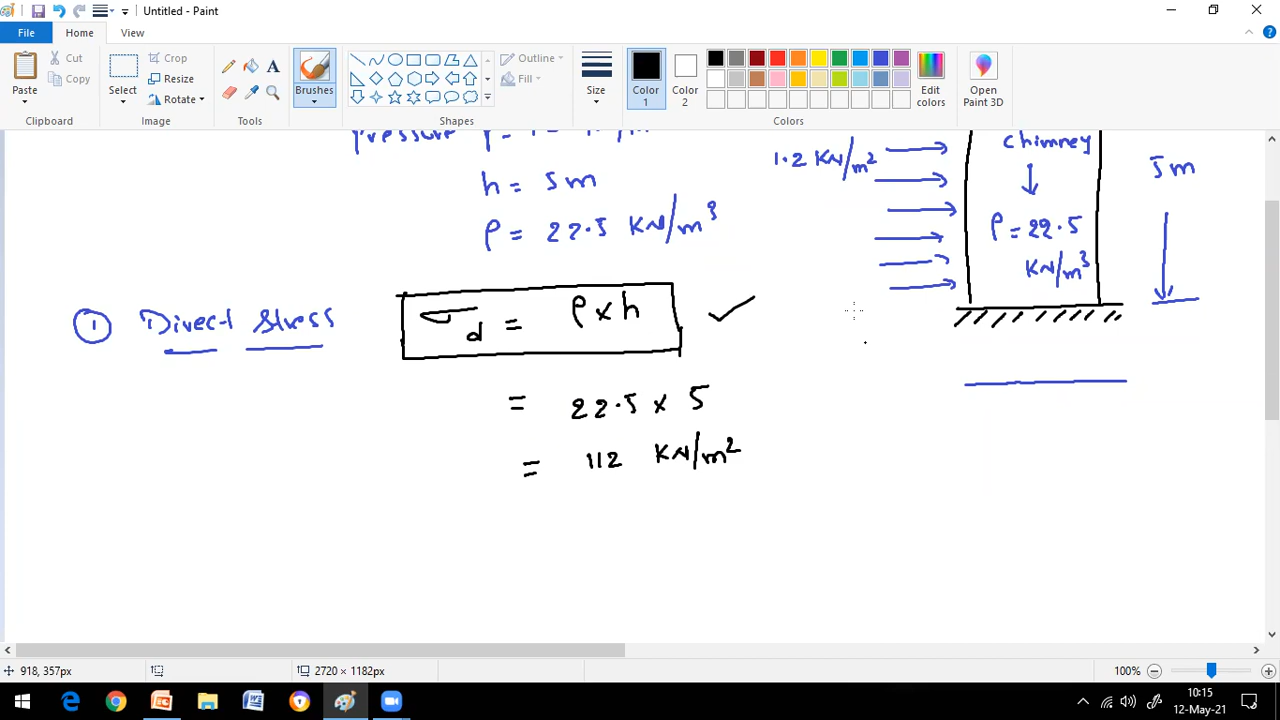 Untitled - Paint
File Home View
Paste
Cut
Copy
Clipboard
Select
Crop
Resize
Rotate
Image
Tools
Brushes
Outline
Fill
Shapes
Size
Color 1
Color 2
Colors
Edit colors
Open Paint 3D
pressure
h = 5m
ρ = 22.5 KN/m³
1.2 KN/m²
chimney
ρ = 22.5
KN/m³
5m
① Direct Stress
σd = ρ x h
= 22.5 x 5
= 112 KN/m²
918, 357px
2720 × 1182px
100%
10:15
12-May-21